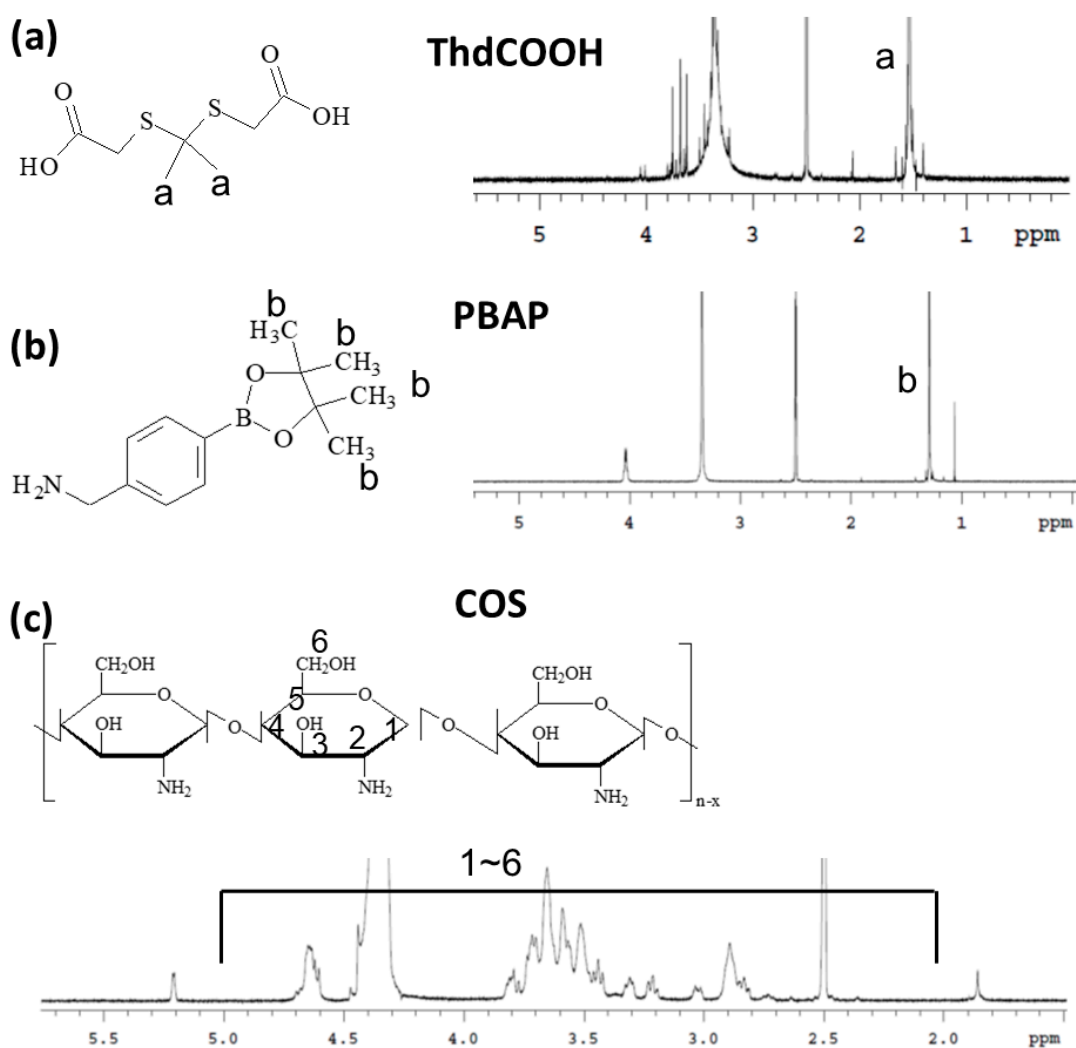 (a)
ThdCOOH
O
O
S
S
OH
HO
a
a
a
5 4 3 2 1 ppm
(b)
PBAP
b
H₃C
b
CH₃
b
O
CH₃
B
O
CH₃
b
H₂N
b
5 4 3 2 1 ppm
(c)
COS
6
CH₂OH
CH₂OH
CH₂OH
5
O
O
O
OH
4
OH
1
O
O
3
2
OH
O
NH₂
NH₂
NH₂
n-x
1~6
5.5 5.0 4.5 4.0 3.5 3.0 2.5 2.0 ppm